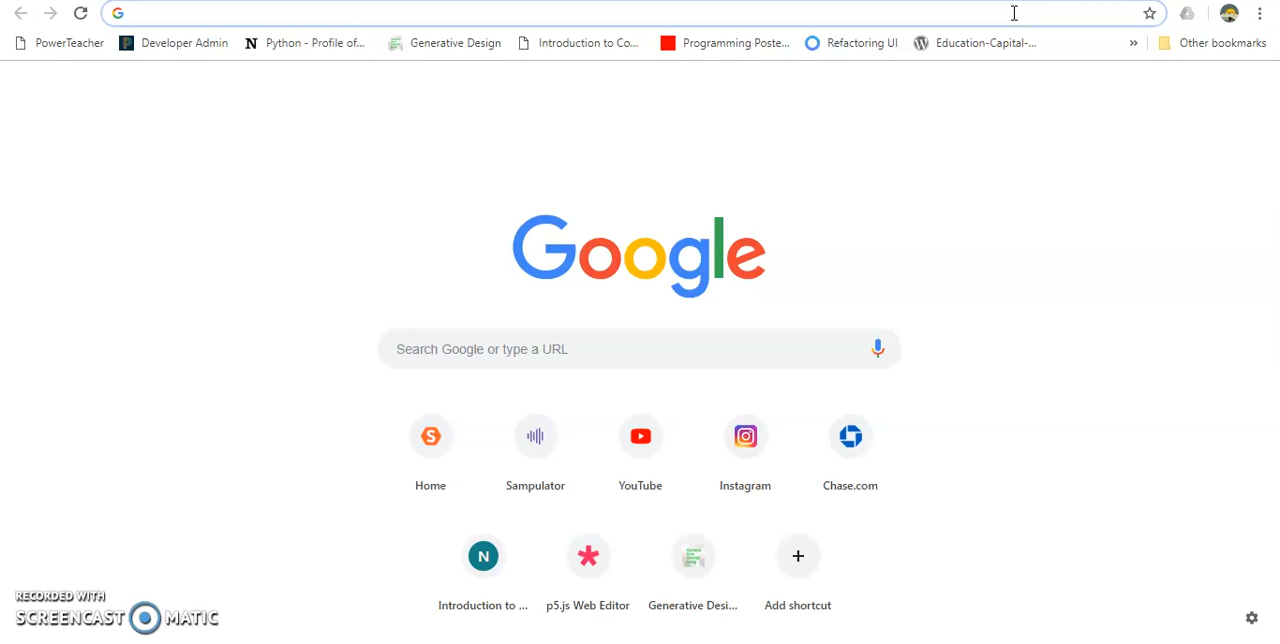 PowerTeacher Developer Admin Python - Profile of... Generative Design Introduction to Co... Programming Poste... Refactoring UI Education-Capital-... » Other bookmarks
Google
Search Google or type a URL
Home Sampulator YouTube Instagram Chase.com
N
Introduction to ... p5.js Web Editor Generative Desi... Add shortcut
RECORDED WITH
SCREENCAST MATIC